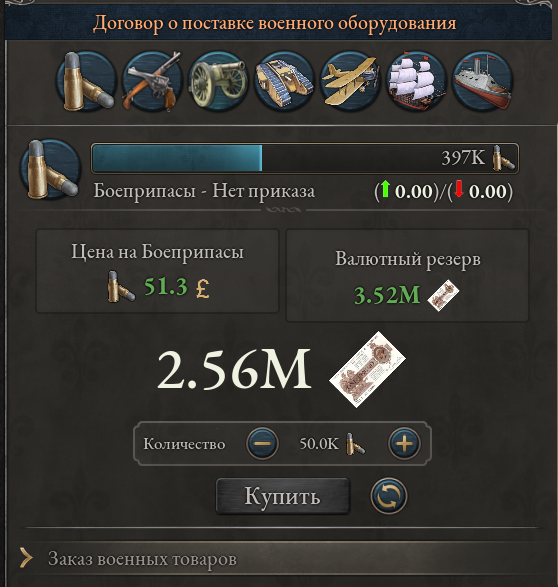 Договор о поставке военного оборудования
397K
Боеприпасы - Нет приказа
(0.00)/(0.00)
Цена на Боеприпасы
51.3 £
Валютный резерв
3.52M
2.56M
Количество
50.0K
Купить
Заказ военных товаров